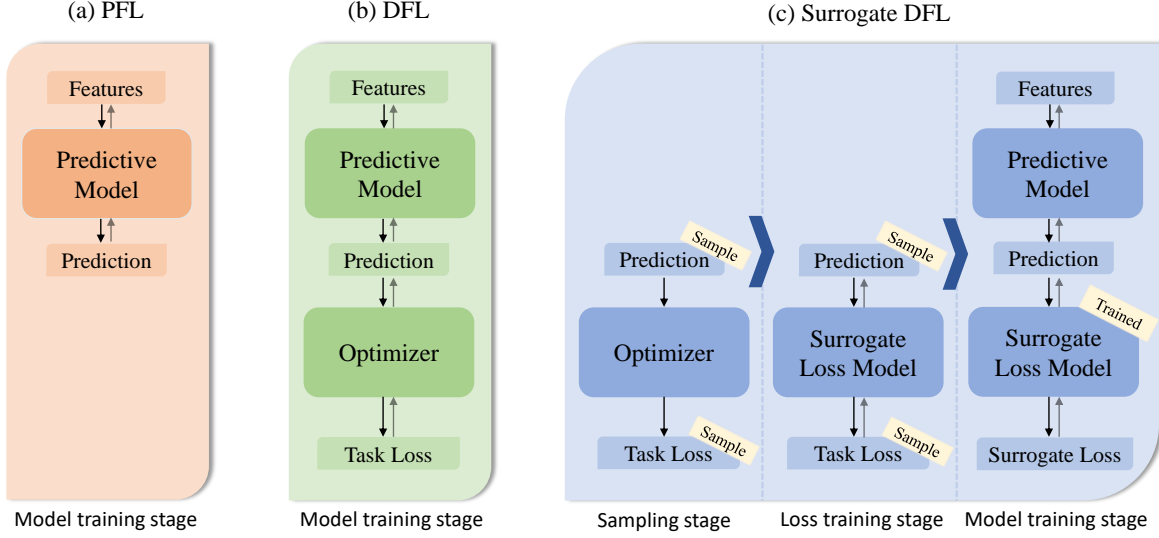 (a) PFL
Features
Predictive
Model
Prediction
Model training stage
(b) DFL
Features
Predictive
Model
Prediction
Optimizer
Task Loss
Model training stage
(c) Surrogate DFL
Prediction
Sample
Optimizer
Task Loss
Sample
Sampling stage
Prediction
Sample
Surrogate
Loss Model
Task Loss
Sample
Loss training stage
Features
Predictive
Model
Prediction
Trained
Surrogate
Loss Model
Surrogate Loss
Model training stage